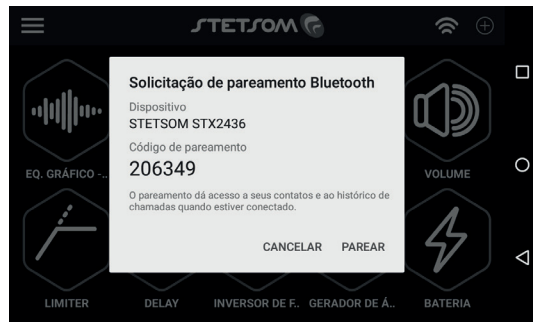 STETSOM
Solicitação de pareamento Bluetooth
Dispositivo
STETSOM STX2436
Código de pareamento
206349
O pareamento dá acesso a seus contatos e ao histórico de
chamadas quando estiver conectado.
CANCELAR PAREAR
EQ. GRÁFICO -.. VOLUME
LIMITER DELAY INVERSOR DE F.. GERADOR DE Á.. BATERIA